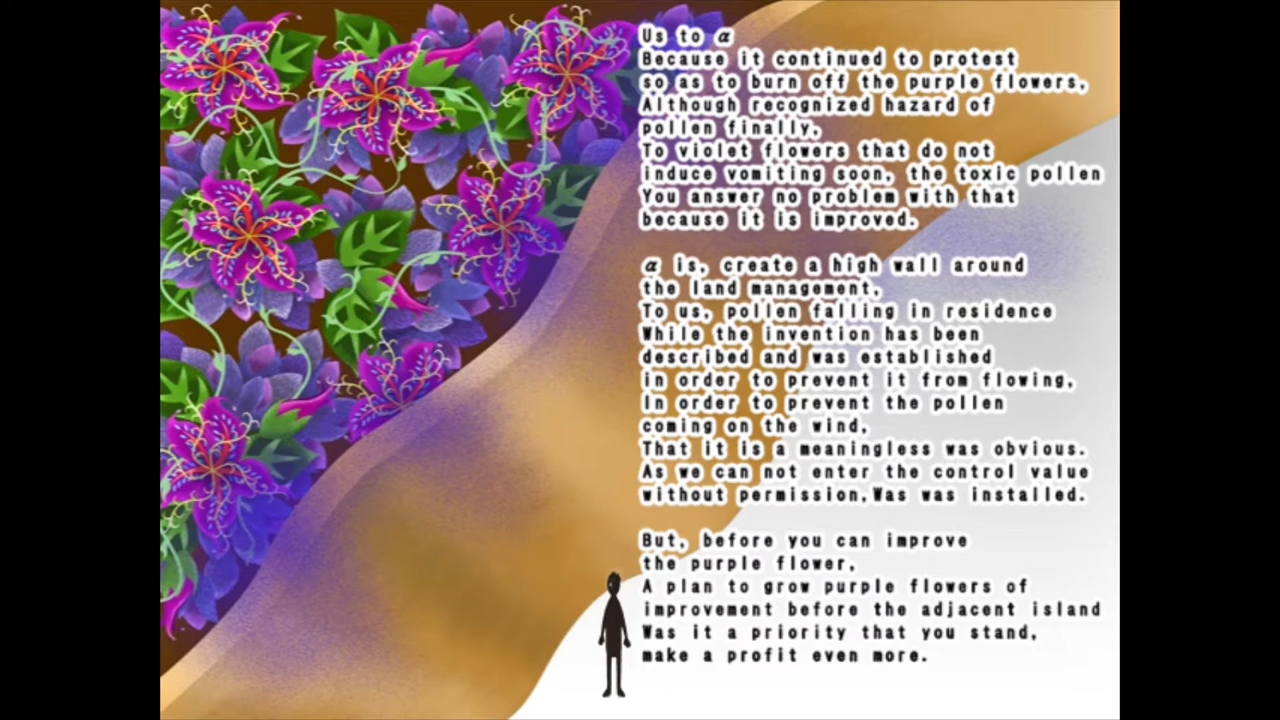 Us to α
Because it continued to protest
so as to burn off the purple flowers,
Although recognized hazard of
pollen finally,
To violet flowers that do not
induce vomiting soon, the toxic pollen
You answer no problem with that
because it is improved.
α is, create a high wall around
the land management,
To us, pollen falling in residence
While the invention has been
described and was established
in order to prevent it from flowing,
In order to prevent the pollen
coming on the wind,
That it is a meaningless was obvious.
As we can not enter the control value
without permission,Was was installed.
But, before you can improve
the purple flower,
A plan to grow purple flowers of
improvement before the adjacent island
Was it a priority that you stand,
make a profit even more.